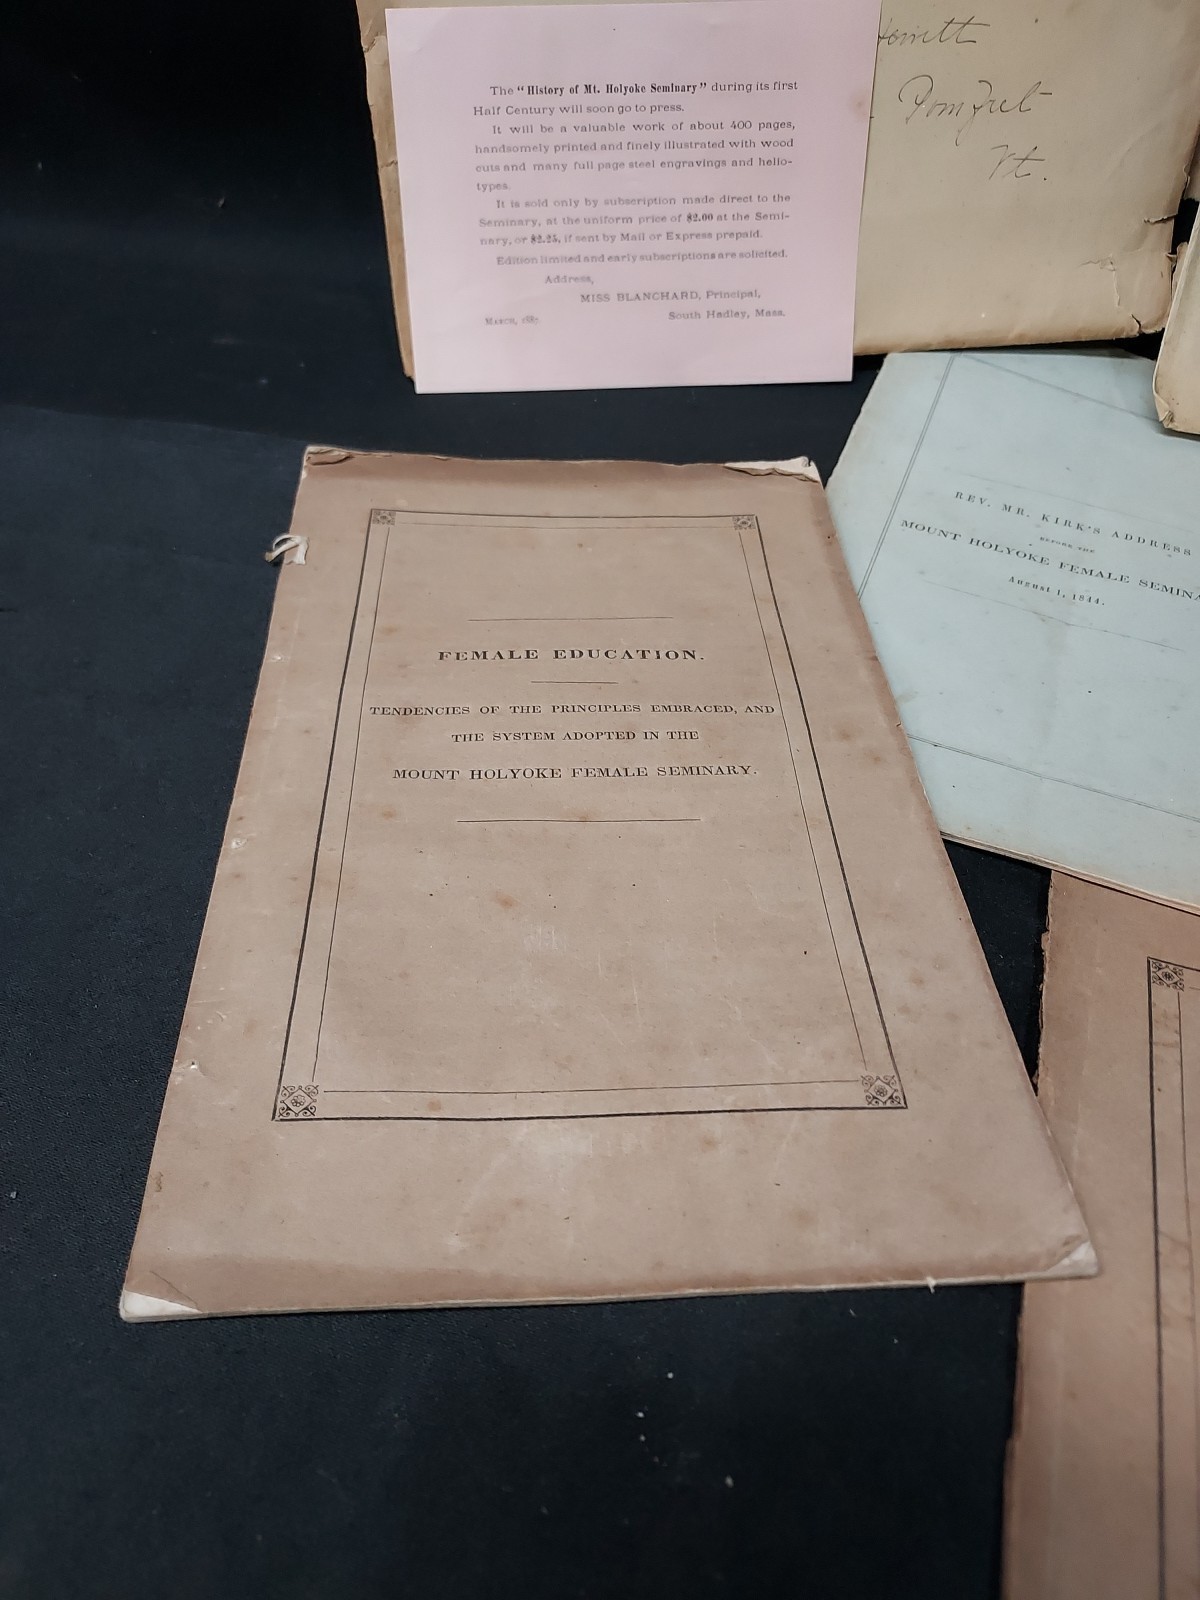 The "History of Mt. Holyoke Seminary" during its first
Half Century will soon go to press.
It will be a valuable work of about 400 pages,
handsomely printed and finely illustrated with wood
cuts and many full page steel engravings and helio-
types.
It is sold only by subscription made direct to the
Seminary, at the uniform price of $2.00 at the Semi-
nary, or $2.25, if sent by Mail or Express prepaid.
Edition limited and early subscriptions are solicited.
Address,
MISS BLANCHARD, Principal,
MARCH, 1887. South Hadley, Mass.
Pomfret
Vt.
REV. MR. KIRK'S ADDRESS
BEFORE THE
MOUNT HOLYOKE FEMALE SEMINA
August 1, 1844.
FEMALE EDUCATION.
TENDENCIES OF THE PRINCIPLES EMBRACED, AND
THE SYSTEM ADOPTED IN THE
MOUNT HOLYOKE FEMALE SEMINARY.